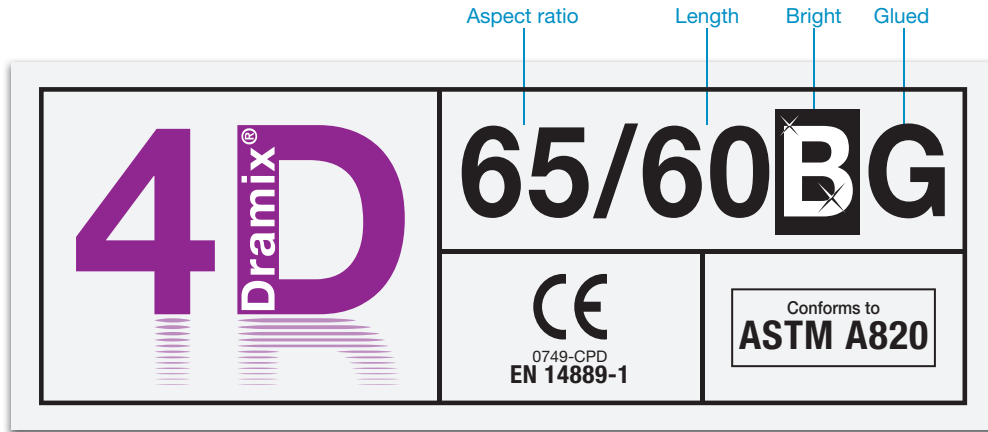 Aspect ratio Length Bright Glued
4D Dramix®
65/60BG
CE
0749-CPD
EN 14889-1
Conforms to
ASTM A820